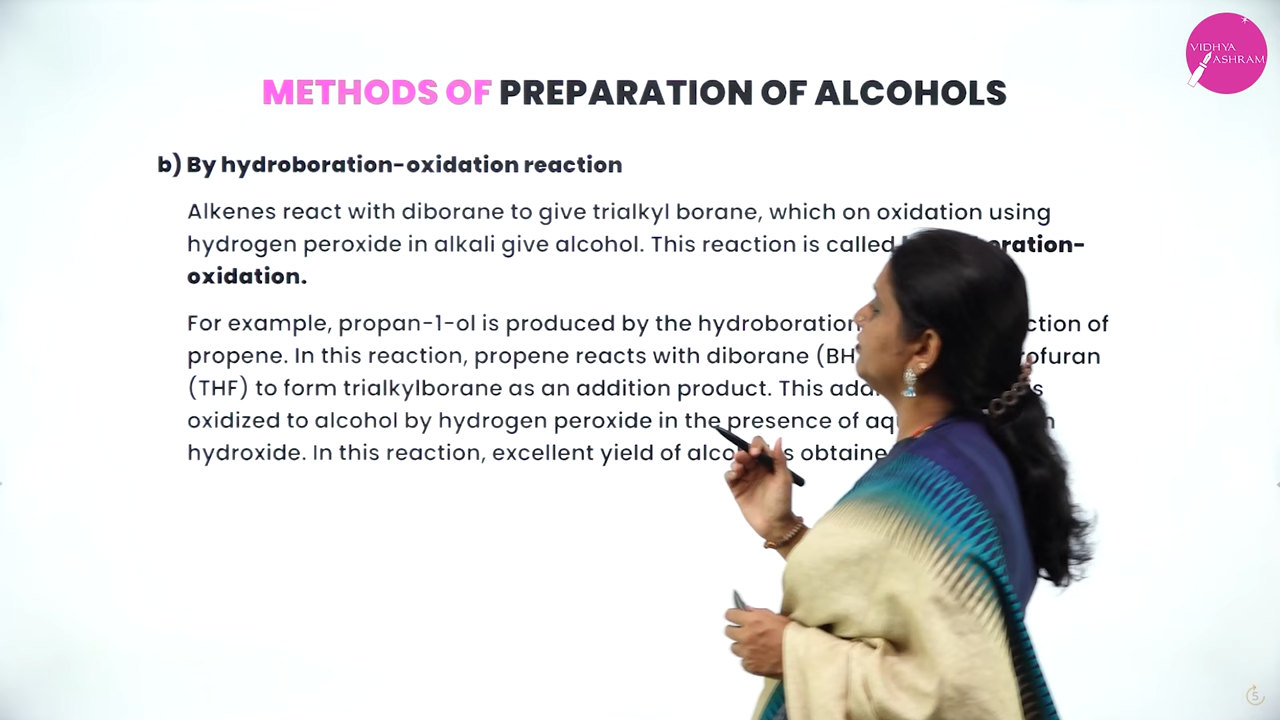 VIDHYA
ASHRAM
METHODS OF PREPARATION OF ALCOHOLS
b) By hydroboration-oxidation reaction
Alkenes react with diborane to give trialkyl borane, which on oxidation using
hydrogen peroxide in alkali give alcohol. This reaction is called
oxidation.
For example, propan-1-ol is produced by the hydroboration of
propene. In this reaction, propene reacts with diborane
(THF) to form trialkylborane as an addition product. This
oxidized to alcohol by hydrogen peroxide in the presence of
hydroxide. In this reaction, excellent yield of
5